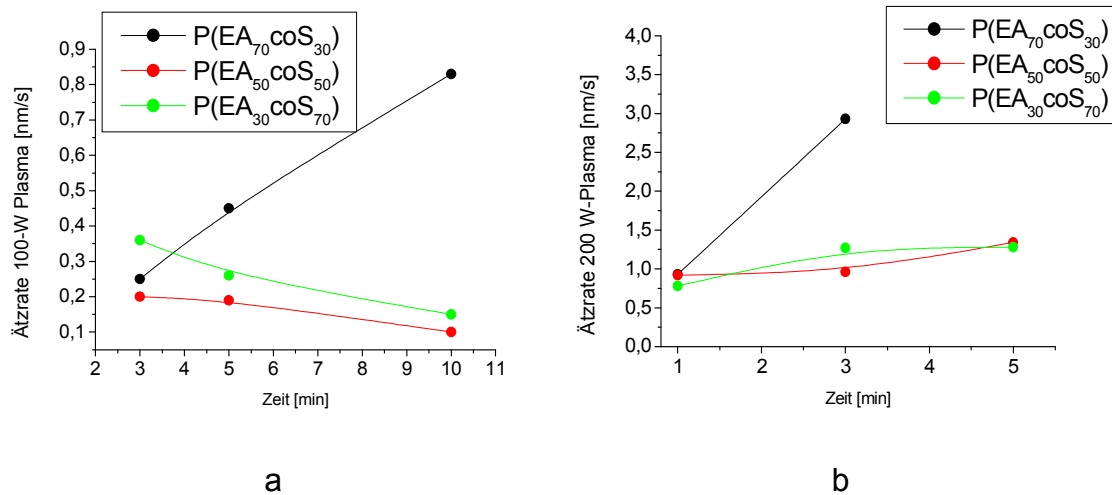 P(EA70coS30)
P(EA50coS50)
P(EA30coS70)
Ätzrate 100-W Plasma [nm/s]
0,9
0,8
0,7
0,6
0,5
0,4
0,3
0,2
0,1
2 3 4 5 6 7 8 9 10 11
Zeit [min]
a
P(EA70coS30)
P(EA50coS50)
P(EA30coS70)
Ätzrate 200 W-Plasma [nm/s]
4,0
3,5
3,0
2,5
2,0
1,5
1,0
0,5
0,0
1 2 3 4 5
Zeit [min]
b